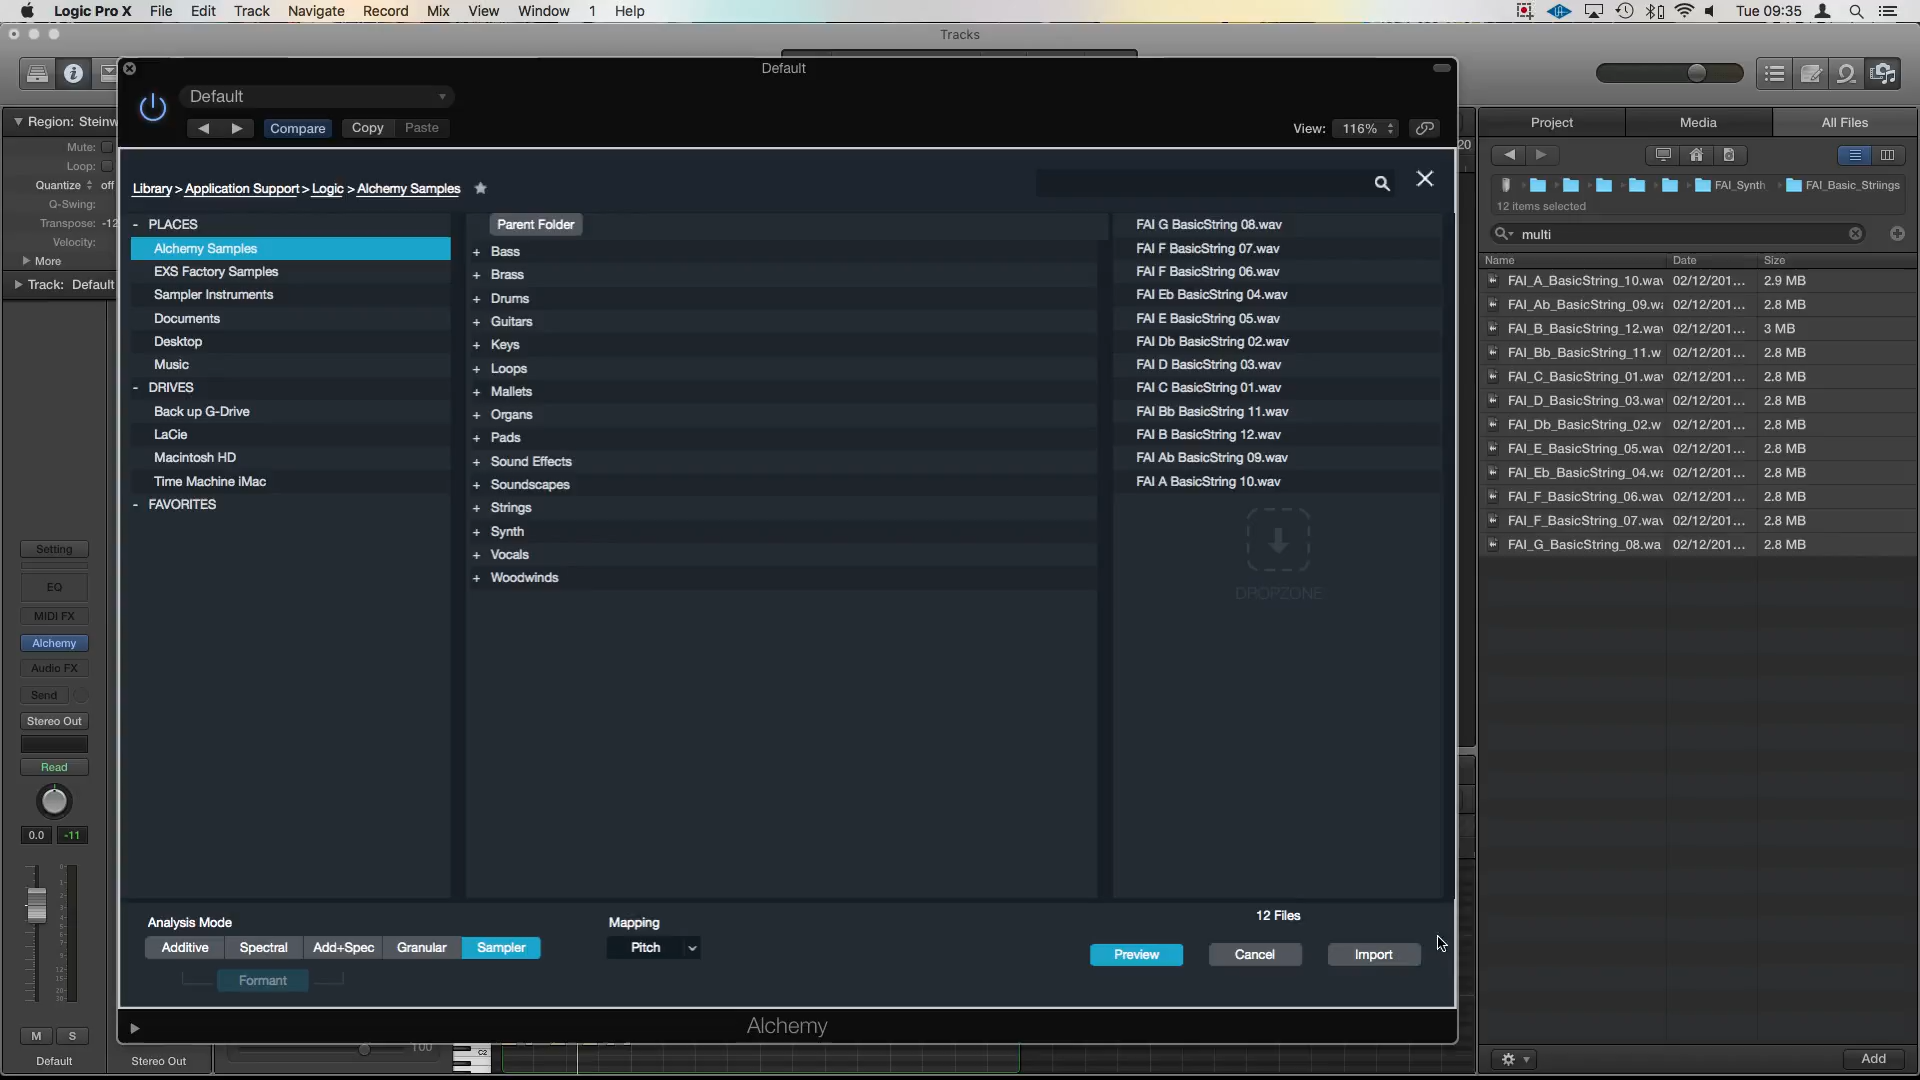 Logic Pro X File Edit Track Navigate Record Mix View Window 1 Help
Tue 09:35
Tracks
Default
Default
Compare Copy Paste
View: 116%
Region: Steinw
Mute:
Loop:
Quantize off
Q-Swing:
Transpose: -12
Velocity:
More
Track: Default
Library > Application Support > Logic > Alchemy Samples
- PLACES
Alchemy Samples
EXS Factory Samples
Sampler Instruments
Documents
Desktop
Music
- DRIVES
Back up G-Drive
LaCie
Macintosh HD
Time Machine iMac
- FAVORITES
Parent Folder
+ Bass
+ Brass
+ Drums
+ Guitars
+ Keys
+ Loops
+ Mallets
+ Organs
+ Pads
+ Sound Effects
+ Soundscapes
+ Strings
+ Synth
+ Vocals
+ Woodwinds
FAI G BasicString 08.wav
FAI F BasicString 07.wav
FAI F BasicString 06.wav
FAI Eb BasicString 04.wav
FAI E BasicString 05.wav
FAI Db BasicString 02.wav
FAI D BasicString 03.wav
FAI C BasicString 01.wav
FAI Bb BasicString 11.wav
FAI B BasicString 12.wav
FAI Ab BasicString 09.wav
FAI A BasicString 10.wav
DROPZONE
12 Files
Analysis Mode
Additive Spectral Add+Spec Granular Sampler
Formant
Mapping
Pitch
Preview Cancel Import
Alchemy
20
Project Media All Files
FAI_Synth FAI_Basic_Striings
12 items selected
multi
Name Date Size
FAI_A_BasicString_10.wav 02/12/201... 2.9 MB
FAI_Ab_BasicString_09.wa 02/12/201... 2.8 MB
FAI_B_BasicString_12.wav 02/12/201... 3 MB
FAI_Bb_BasicString_11.w 02/12/201... 2.8 MB
FAI_C_BasicString_01.wav 02/12/201... 2.8 MB
FAI_D_BasicString_03.wav 02/12/201... 2.8 MB
FAI_Db_BasicString_02.w 02/12/201... 2.8 MB
FAI_E_BasicString_05.wav 02/12/201... 2.8 MB
FAI_Eb_BasicString_04.wa 02/12/201... 2.8 MB
FAI_F_BasicString_06.wav 02/12/201... 2.8 MB
FAI_F_BasicString_07.wav 02/12/201... 2.8 MB
FAI_G_BasicString_08.wa 02/12/201... 2.8 MB
Add
Setting
EQ
MIDI FX
Alchemy
Audio FX
Send
Stereo Out
Read
0.0 -11
M S
Default Stereo Out
100
C2